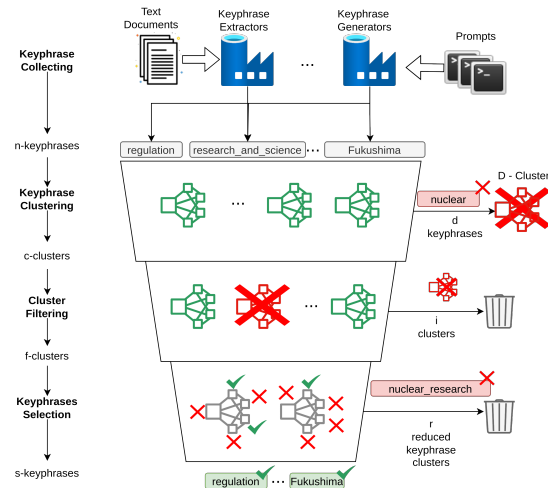 Text
Documents
Keyphrase
Extractors
...
Keyphrase
Generators
Prompts
>_
Keyphrase
Collecting
n-keyphrases
regulation
research_and_science
...
Fukushima
Keyphrase
Clustering
...
nuclear
D - Cluster
d
keyphrases
c-clusters
Cluster
Filtering
...
i
clusters
f-clusters
Keyphrases
Selection
nuclear_research
r
reduced
keyphrase
clusters
s-keyphrases
regulation
...
Fukushima